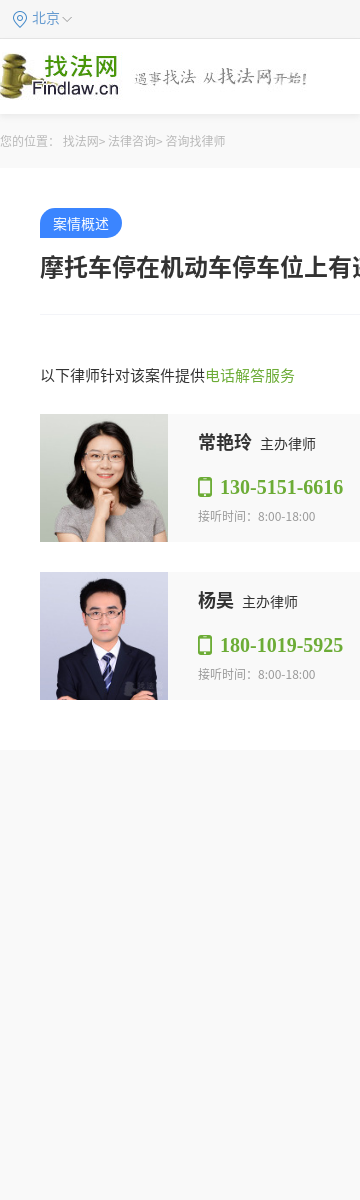 北京
找法网
Findlaw.cn
遇事找法 从找法网开始!
您的位置： 找法网> 法律咨询> 咨询找律师
案情概述
摩托车停在机动车停车位上有
以下律师针对该案件提供电话解答服务
常艳玲 主办律师
130-5151-6616
接听时间：8:00-18:00
杨昊 主办律师
180-1019-5925
接听时间：8:00-18:00